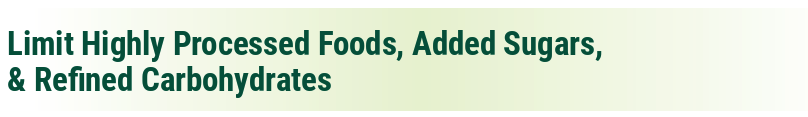 Limit Highly Processed Foods, Added Sugars,
& Refined Carbohydrates